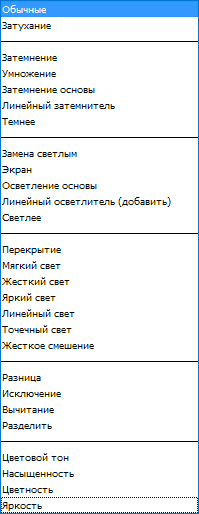 Обычные
Затухание
Затемнение
Умножение
Затемнение основы
Линейный затемнитель
Темнее
Замена светлым
Экран
Осветление основы
Линейный осветлитель (добавить)
Светлее
Перекрытие
Мягкий свет
Жесткий свет
Яркий свет
Линейный свет
Точечный свет
Жесткое смешение
Разница
Исключение
Вычитание
Разделить
Цветовой тон
Насыщенность
Цветность
Яркость